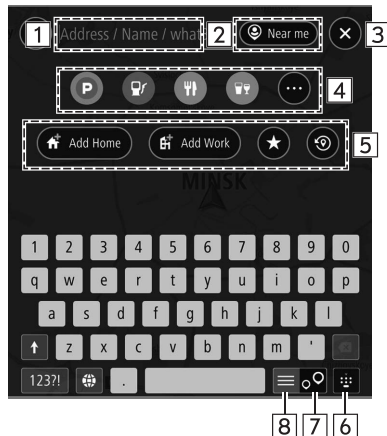 1 Address / Name / what 2 Near me 3
P 4
Add Home Add Work 5
MINSK
1 2 3 4 5 6 7 8 9 0
q w e r t y u i o p
a s d f g h j k l
z x c v b n m '
123?! .
8 7 6